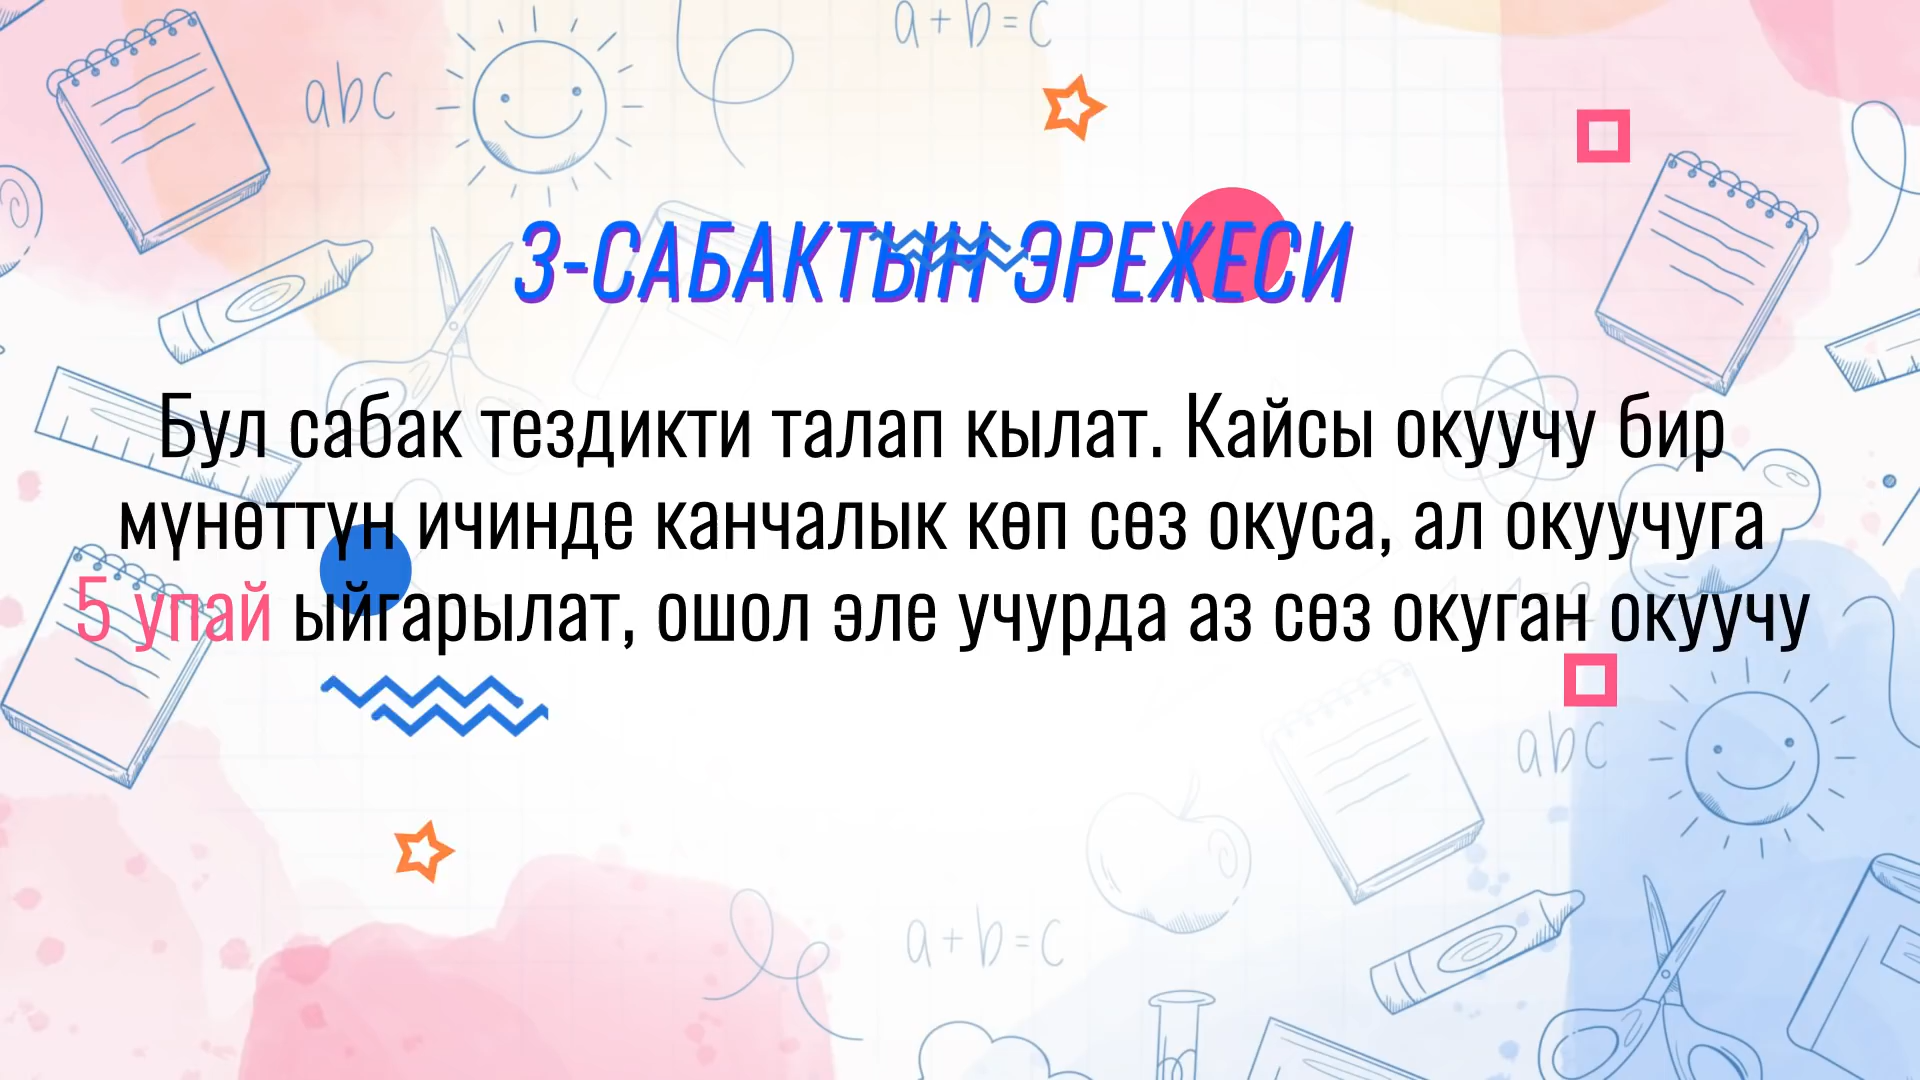 a+b=c
abc
3-САБАКТЫН ЭРЕЖЕСИ
Бул сабак тездикти талап кылат. Кайсы окуучу бир
мүнөттүн ичинде канчалык көп сөз окуса, ал окуучуга
5 упай ыйгарылат, ошол эле учурда аз сөз окуган окуучу
abc
a+b=c